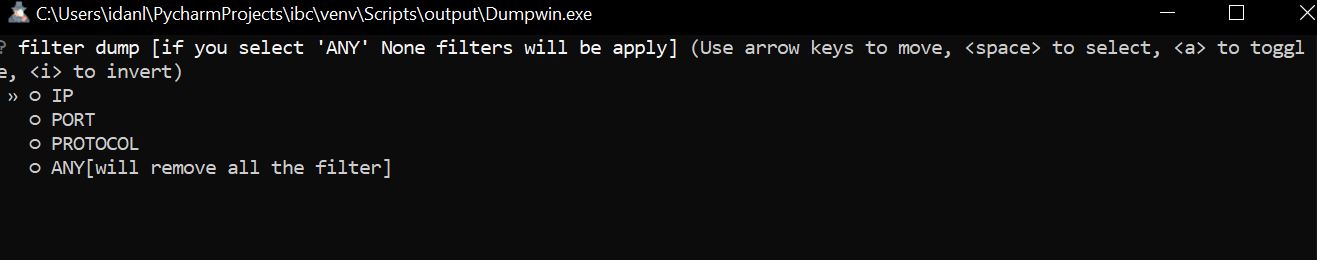 C:\Users\idanl\PycharmProjects\ibc\venv\Scripts\output\Dumpwin.exe
? filter dump [if you select 'ANY' None filters will be apply] (Use arrow keys to move, <space> to select, <a> to toggl
e, <i> to invert)
» ○ IP
○ PORT
○ PROTOCOL
○ ANY[will remove all the filter]